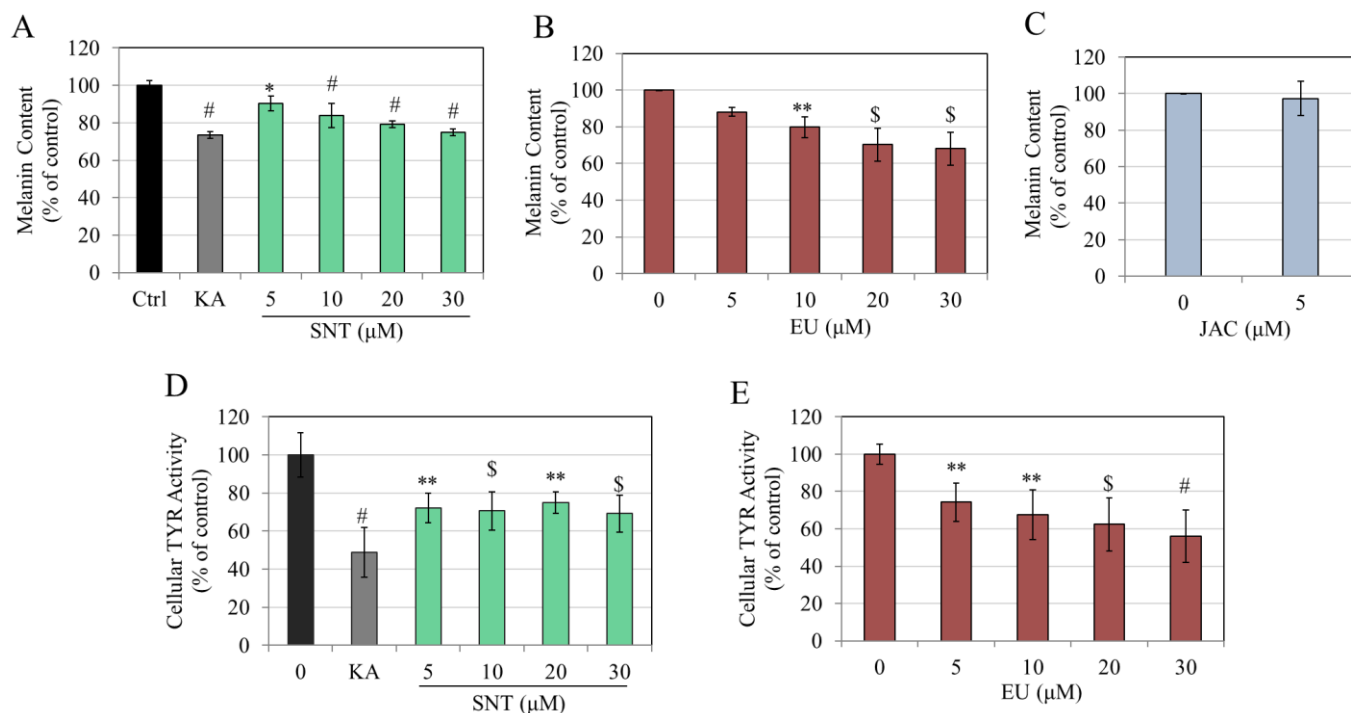 A
Melanin Content
(% of control)
120
100
80
60
40
20
0
#
*
#
#
#
Ctrl KA 5 10 20 30
SNT (μM)
B
Melanin Content
(% of control)
120
100
80
60
40
20
0
**
$
$
0 5 10 20 30
EU (μM)
C
Melanin Content
(% of control)
120
100
80
60
40
20
0
0 5
JAC (μM)
D
Cellular TYR Activity
(% of control)
120
100
80
60
40
20
0
#
**
$
**
$
0 KA 5 10 20 30
SNT (μM)
E
Cellular TYR Activity
(% of control)
120
100
80
60
40
20
0
**
**
$
#
0 5 10 20 30
EU (μM)